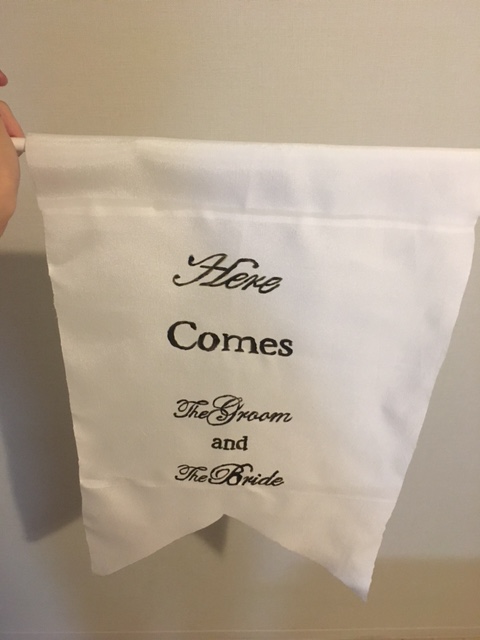 Here
Comes
The Groom
and
The Bride